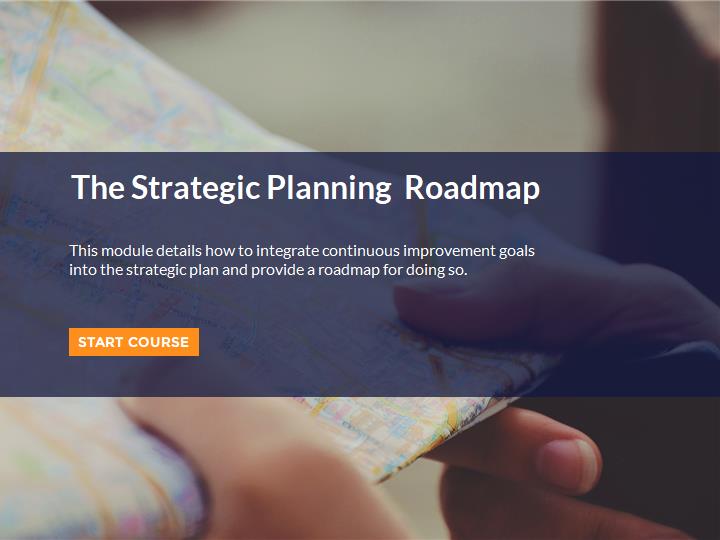 The Strategic Planning  Roadmap
This module details how to integrate continuous improvement goals
into the strategic plan and provide a roadmap for doing so.
START COURSE